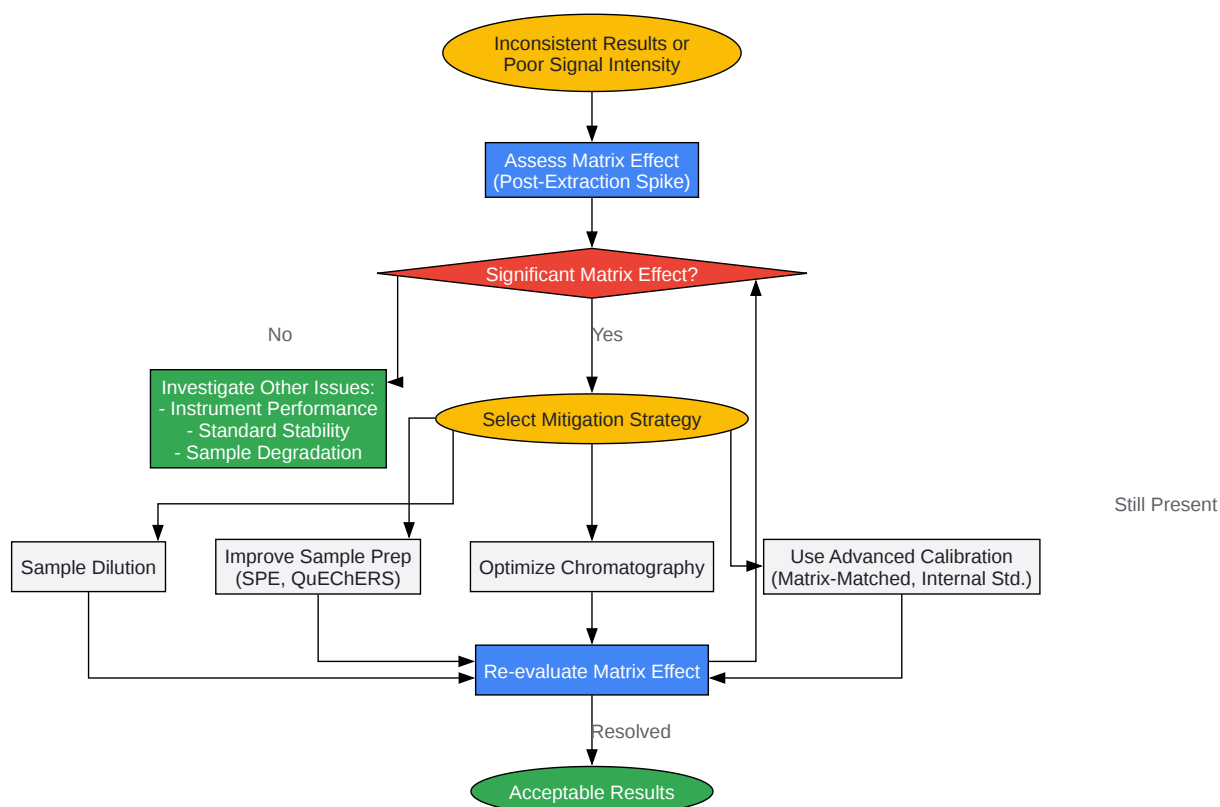 Inconsistent Results or
Poor Signal Intensity
Assess Matrix Effect
(Post-Extraction Spike)
Significant Matrix Effect?
No
Yes
Investigate Other Issues:
- Instrument Performance
- Standard Stability
- Sample Degradation
Select Mitigation Strategy
Still Present
Sample Dilution
Improve Sample Prep
(SPE, QuEChERS)
Optimize Chromatography
Use Advanced Calibration
(Matrix-Matched, Internal Std.)
Re-evaluate Matrix Effect
Resolved
Acceptable Results